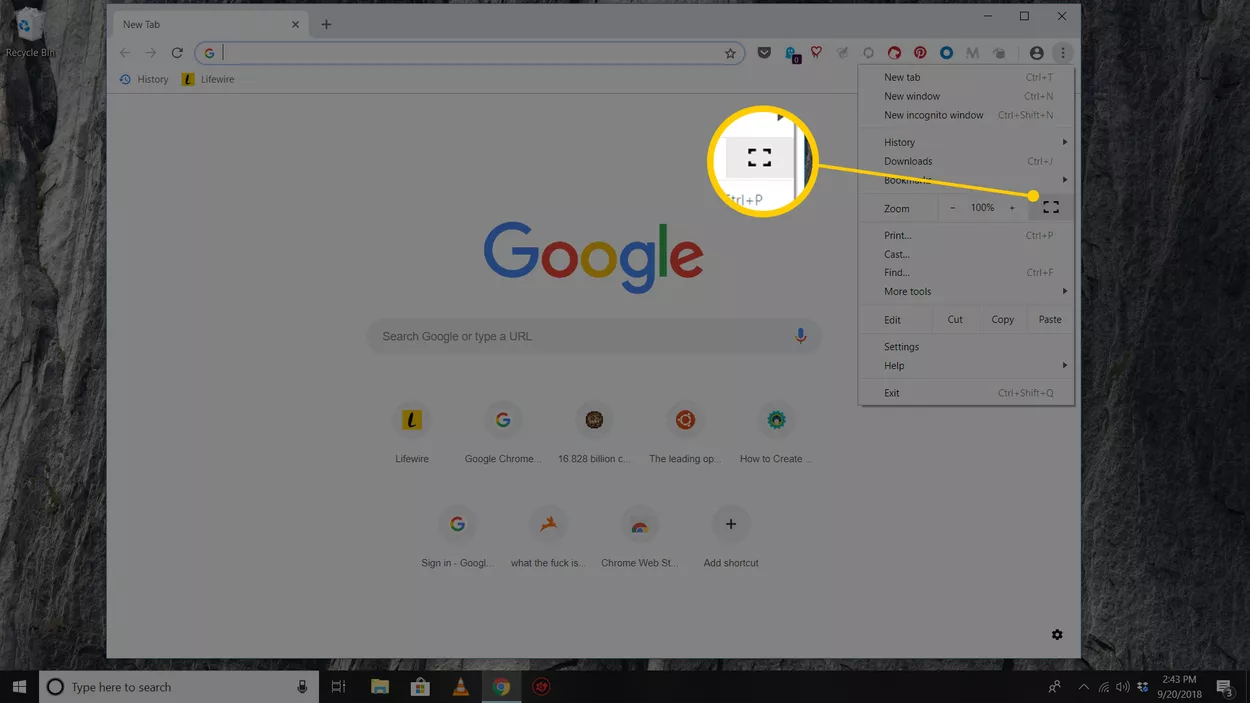 Recycle Bin
New Tab
0
History
Lifewire
New tab Ctrl+T
New window Ctrl+N
New incognito window Ctrl+Shift+N
History
Downloads Ctrl+J
Bookmarks
Zoom - 100% +
Print... Ctrl+P
Cast...
Find... Ctrl+F
More tools
Edit Cut Copy Paste
Settings
Help
Exit Ctrl+Shift+Q
Ctrl+P
Google
Search Google or type a URL
Lifewire
Google Chrome...
16.828 billion c...
The leading op...
How to Create ...
Sign in - Googl...
what the fuck is...
Chrome Web St...
Add shortcut
Type here to search
2:43 PM
9/20/2018
3